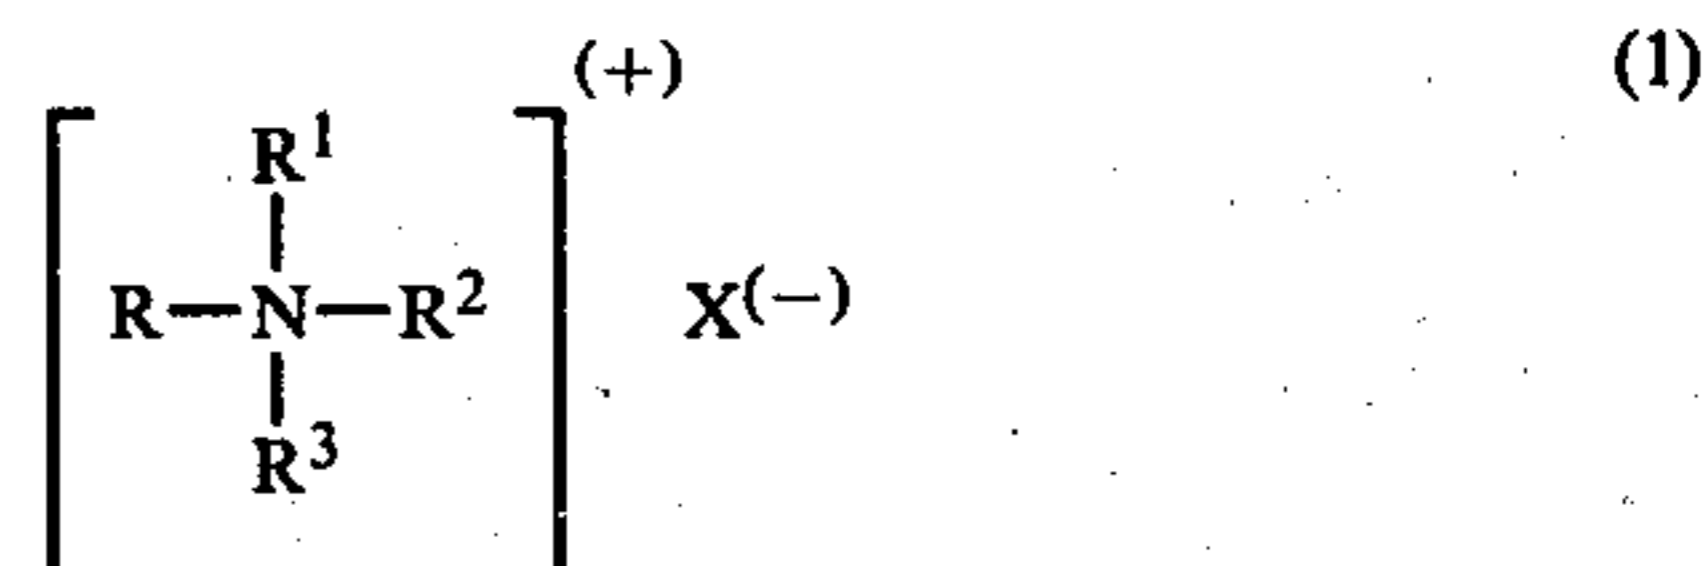 (+) (1)
R¹
R—N—R² X(−)
R³